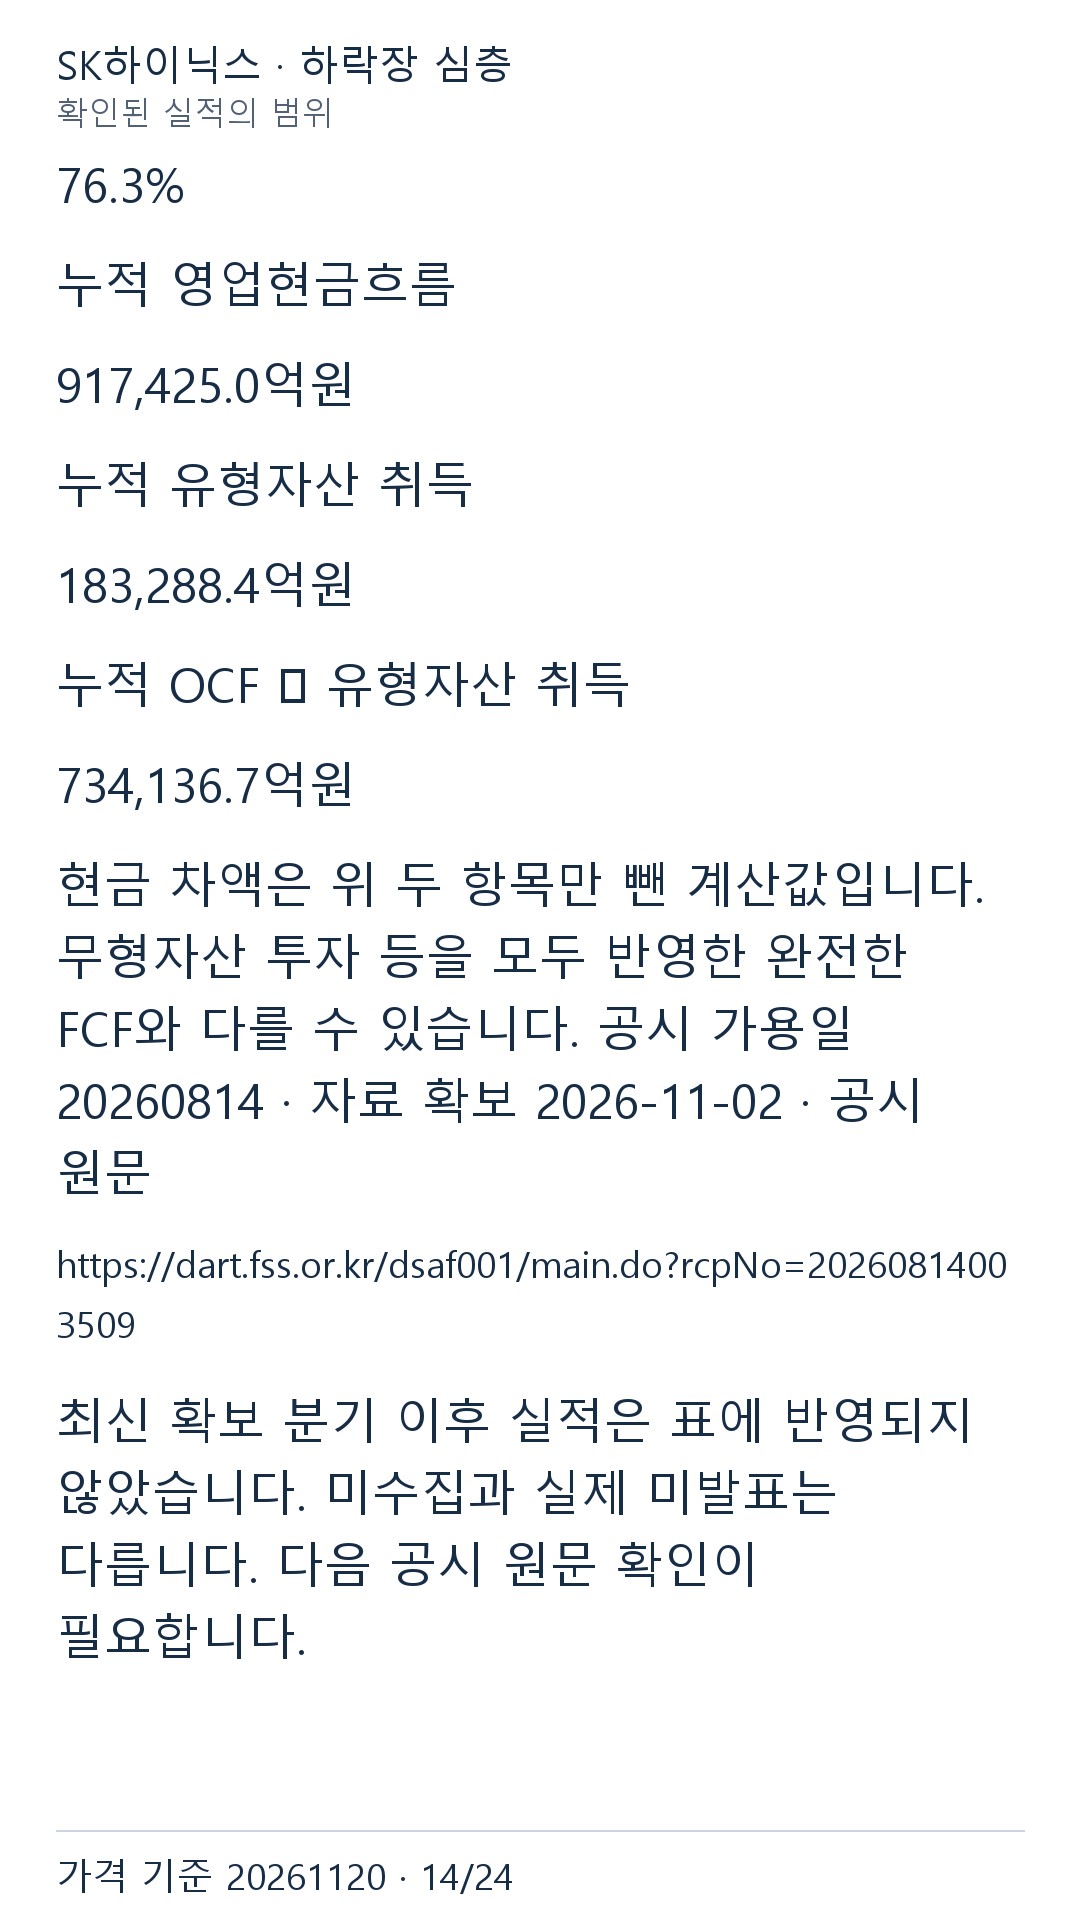 SK하이닉스 · 하락장 심층
확인된 실적의 범위
76.3%
누적 영업현금흐름
917,425.0억원
누적 유형자산 취득
183,288.4억원
누적 OCF □ 유형자산 취득
734,136.7억원
현금 차액은 위 두 항목만 뺀 계산값입니다.
무형자산 투자 등을 모두 반영한 완전한
FCF와 다를 수 있습니다. 공시 가용일
20260814 · 자료 확보 2026-11-02 · 공시
원문
https://dart.fss.or.kr/dsaf001/main.do?rcpNo=2026081400
3509
최신 확보 분기 이후 실적은 표에 반영되지
않았습니다. 미수집과 실제 미발표는
다릅니다. 다음 공시 원문 확인이
필요합니다.
가격 기준 20261120 · 14/24